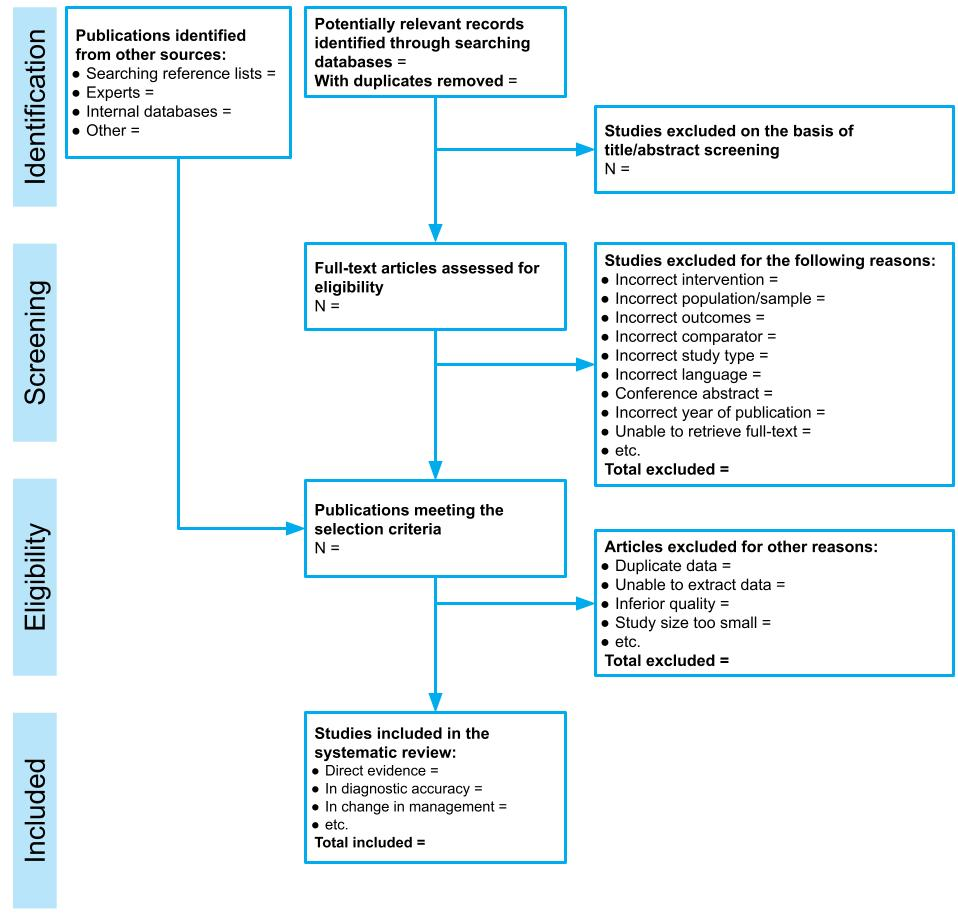 Identification
Publications identified
from other sources:
● Searching reference lists =
● Experts =
● Internal databases =
● Other =
Potentially relevant records
identified through searching
databases =
With duplicates removed =
Studies excluded on the basis of
title/abstract screening
N =
Screening
Full-text articles assessed for
eligibility
N =
Studies excluded for the following reasons:
● Incorrect intervention =
● Incorrect population/sample =
● Incorrect outcomes =
● Incorrect comparator =
● Incorrect study type =
● Incorrect language =
● Conference abstract =
● Incorrect year of publication =
● Unable to retrieve full-text =
● etc.
Total excluded =
Eligibility
Publications meeting the
selection criteria
N =
Articles excluded for other reasons:
● Duplicate data =
● Unable to extract data =
● Inferior quality =
● Study size too small =
● etc.
Total excluded =
Included
Studies included in the
systematic review:
● Direct evidence =
● In diagnostic accuracy =
● In change in management =
● etc.
Total included =